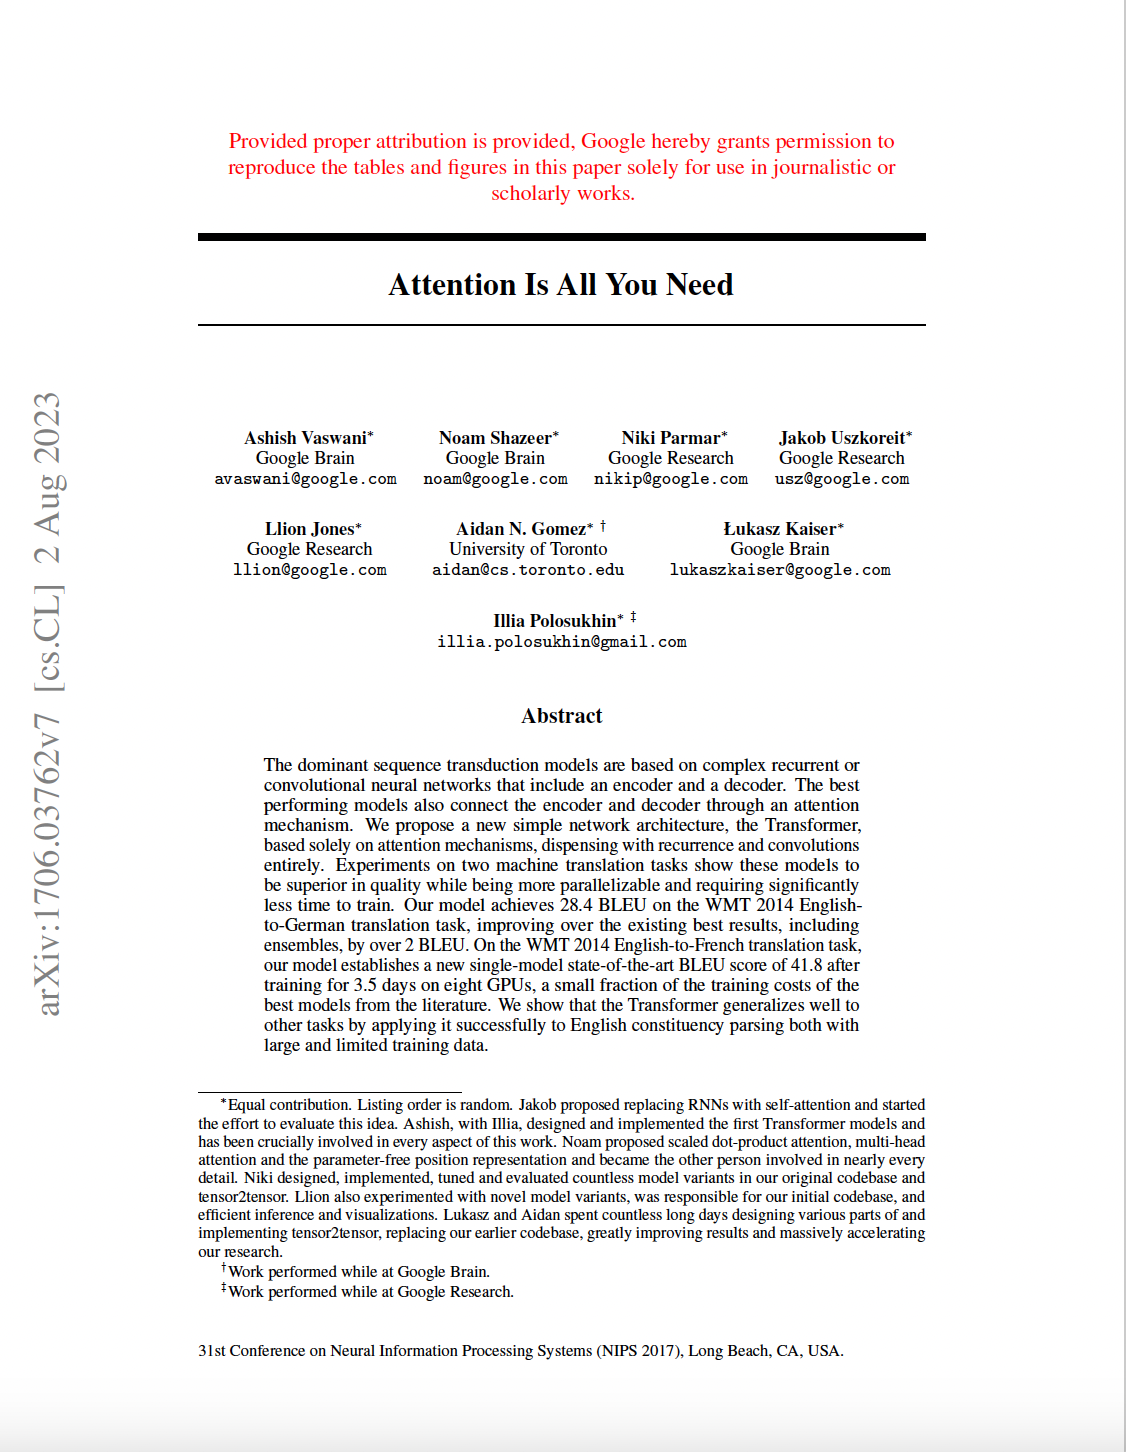 Provided proper attribution is provided, Google hereby grants permission to
reproduce the tables and figures in this paper solely for use in journalistic or
scholarly works.
Attention Is All You Need
Ashish Vaswani∗
Google Brain
avaswani@google.com
Noam Shazeer∗
Google Brain
noam@google.com
Niki Parmar∗
Google Research
nikip@google.com
Jakob Uszkoreit∗
Google Research
usz@google.com
Llion Jones∗
Google Research
llion@google.com
Aidan N. Gomez∗ †
University of Toronto
aidan@cs.toronto.edu
Łukasz Kaiser∗
Google Brain
lukaszkaiser@google.com
Illia Polosukhin∗ ‡
illia.polosukhin@gmail.com
Abstract
The dominant sequence transduction models are based on complex recurrent or
convolutional neural networks that include an encoder and a decoder. The best
performing models also connect the encoder and decoder through an attention
mechanism. We propose a new simple network architecture, the Transformer,
based solely on attention mechanisms, dispensing with recurrence and convolutions
entirely. Experiments on two machine translation tasks show these models to
be superior in quality while being more parallelizable and requiring significantly
less time to train. Our model achieves 28.4 BLEU on the WMT 2014 English-
to-German translation task, improving over the existing best results, including
ensembles, by over 2 BLEU. On the WMT 2014 English-to-French translation task,
our model establishes a new single-model state-of-the-art BLEU score of 41.8 after
training for 3.5 days on eight GPUs, a small fraction of the training costs of the
best models from the literature. We show that the Transformer generalizes well to
other tasks by applying it successfully to English constituency parsing both with
large and limited training data.
∗Equal contribution. Listing order is random. Jakob proposed replacing RNNs with self-attention and started
the effort to evaluate this idea. Ashish, with Illia, designed and implemented the first Transformer models and
has been crucially involved in every aspect of this work. Noam proposed scaled dot-product attention, multi-head
attention and the parameter-free position representation and became the other person involved in nearly every
detail. Niki designed, implemented, tuned and evaluated countless model variants in our original codebase and
tensor2tensor. Llion also experimented with novel model variants, was responsible for our initial codebase, and
efficient inference and visualizations. Lukasz and Aidan spent countless long days designing various parts of and
implementing tensor2tensor, replacing our earlier codebase, greatly improving results and massively accelerating
our research.
†Work performed while at Google Brain.
‡Work performed while at Google Research.
31st Conference on Neural Information Processing Systems (NIPS 2017), Long Beach, CA, USA.
arXiv:1706.03762v7 [cs.CL] 2 Aug 2023